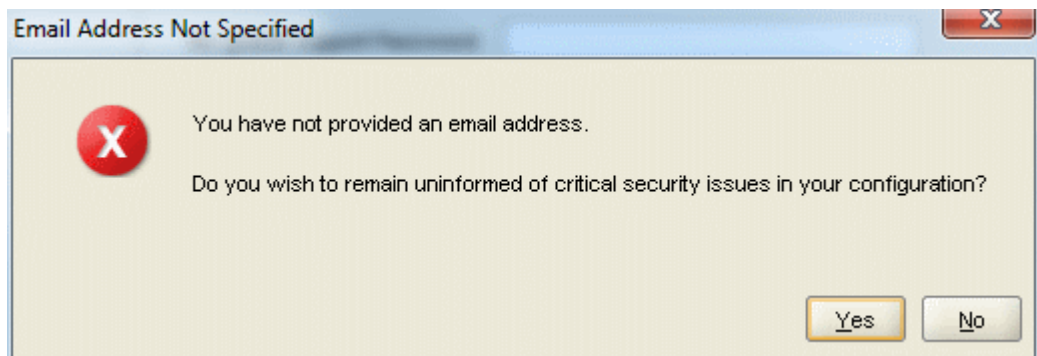 Email Address Not Specified
You have not provided an email address.
Do you wish to remain uninformed of critical security issues in your configuration?
Yes
No